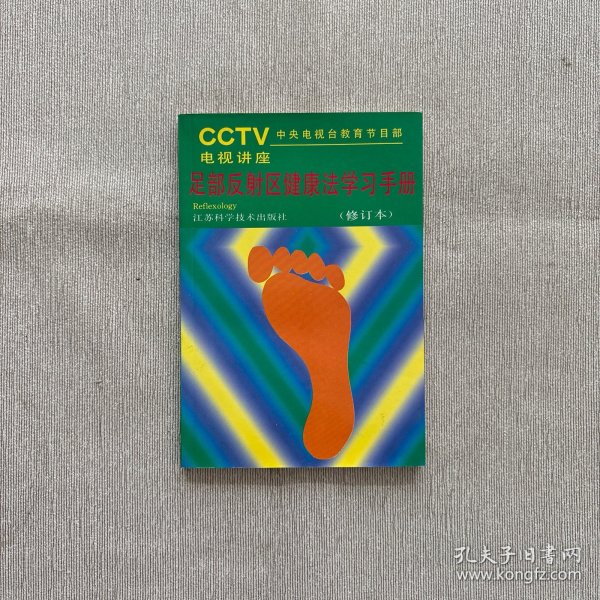 CCTV 中央电视台教育节目部
电视讲座
足部反射区健康法学习手册
Reflexology
江苏科学技术出版社 (修订本)
孔夫子旧书网
www.kongfz.com